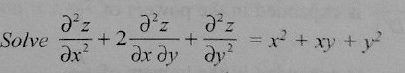 Solve ∂²z/∂x² + 2 ∂²z/∂x ∂y + ∂²z/∂y² = x² + xy + y²